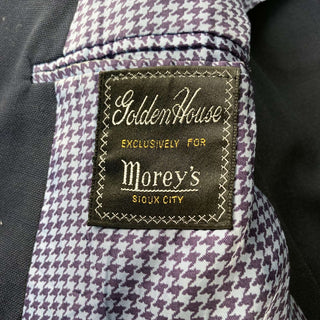 Golden House
EXCLUSIVELY FOR
Morey's
SIOUX CITY